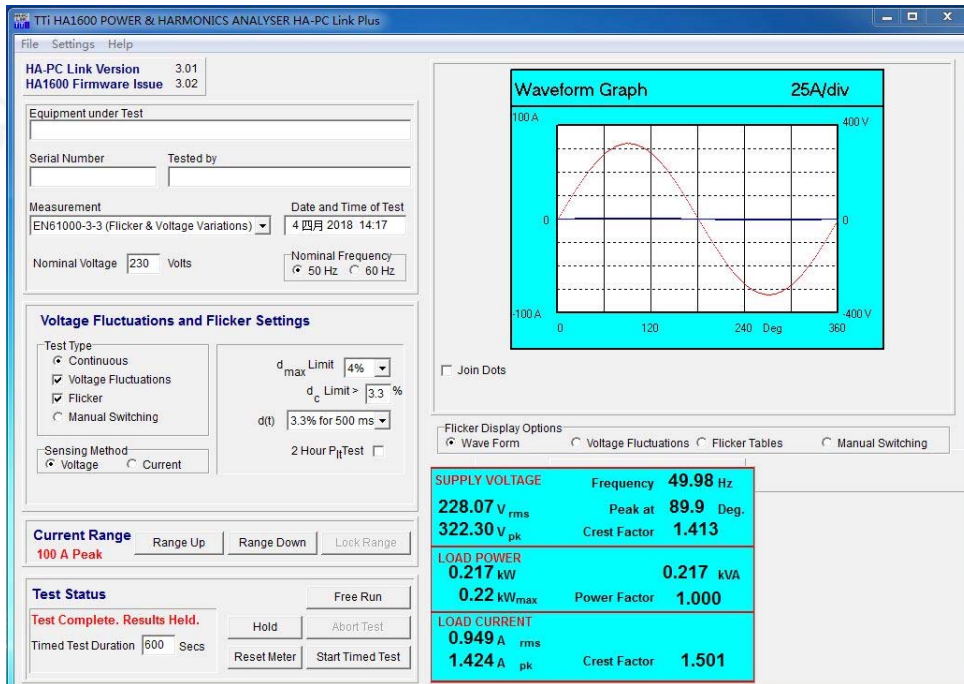 TTi HA1600 POWER & HARMONICS ANALYSER HA-PC Link Plus
File Settings Help
HA-PC Link Version 3.01
HA1600 Firmware Issue 3.02
Equipment under Test
Serial Number Tested by
Measurement Date and Time of Test
EN61000-3-3 (Flicker & Voltage Variations) 4 四月 2018 14:17
Nominal Voltage 230 Volts
Nominal Frequency
50 Hz 60 Hz
Voltage Fluctuations and Flicker Settings
Test Type
Continuous
Voltage Fluctuations
Flicker
Manual Switching
Sensing Method
Voltage Current
dmax Limit 4%
dc Limit > 3.3 %
d(t) 3.3% for 500 ms
2 Hour Plt Test
Current Range
100 A Peak
Range Up Range Down Lock Range
Test Status
Test Complete. Results Held.
Timed Test Duration 600 Secs
Free Run
Hold Abort Test
Reset Meter Start Timed Test
Waveform Graph 25A/div
100 A 400 V
0 0
-100 A -400 V
0 120 240 Deg 360
Join Dots
Flicker Display Options
Wave Form Voltage Fluctuations Flicker Tables Manual Switching
SUPPLY VOLTAGE Frequency 49.98 Hz
228.07 V rms Peak at 89.9 Deg.
322.30 V pk Crest Factor 1.413
LOAD POWER
0.217 kW 0.217 kVA
0.22 kWmax Power Factor 1.000
LOAD CURRENT
0.949 A rms
1.424 A pk Crest Factor 1.501